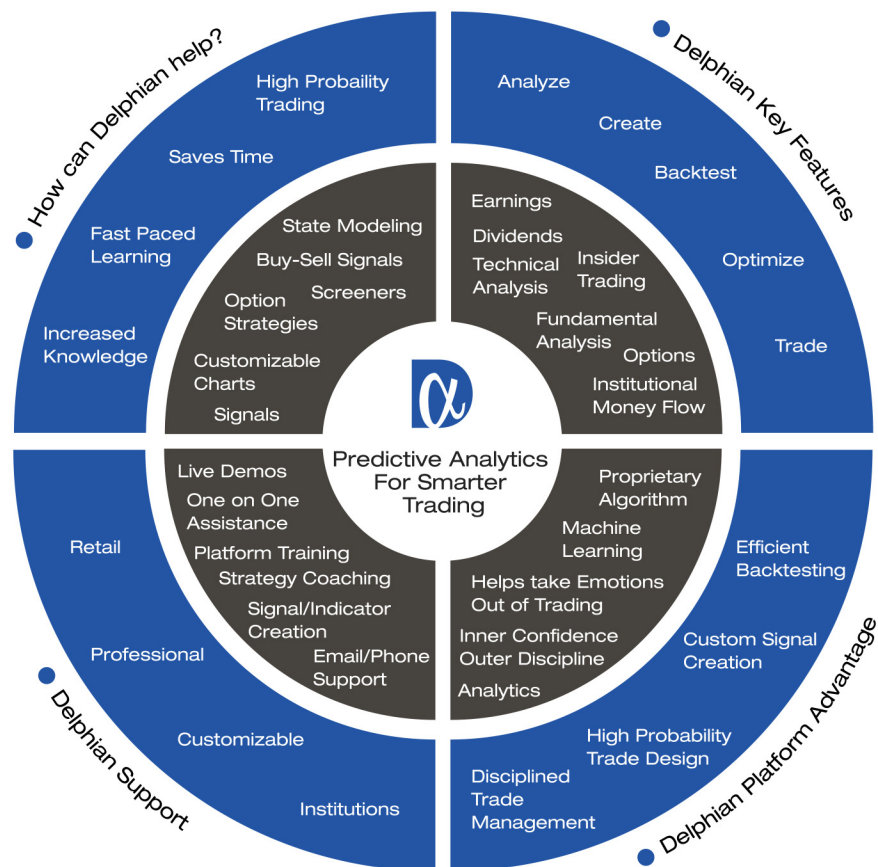 How can Delphian help?
High Probaility
Trading
Saves Time
Fast Paced
Learning
Increased
Knowledge
State Modeling
Buy-Sell Signals
Screeners
Option
Strategies
Customizable
Charts
Signals
Delphian Key Features
Analyze
Create
Backtest
Optimize
Trade
Earnings
Dividends
Technical
Analysis
Insider
Trading
Fundamental
Analysis
Options
Institutional
Money Flow
Dα
Predictive Analytics
For Smarter
Trading
Delphian Support
Retail
Professional
Customizable
Institutions
Live Demos
One on One
Assistance
Platform Training
Strategy Coaching
Signal/Indicator
Creation
Email/Phone
Support
Delphian Platform Advantage
Proprietary
Algorithm
Machine
Learning
Helps take Emotions
Out of Trading
Inner Confidence
Outer Discipline
Analytics
Efficient
Backtesting
Custom Signal
Creation
High Probability
Trade Design
Disciplined
Trade
Management